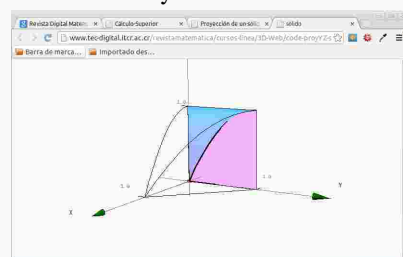 Revista Digital Matem
Cálculo-Superior
Proyección de un sólid
sólido
www.tec-digital.itcr.ac.cr/revistamatematica/cursos-linea/3D-Web/code-proyYZ-s
Barra de marca...
Importado des...
1.0
1.0
1.0
Y
X